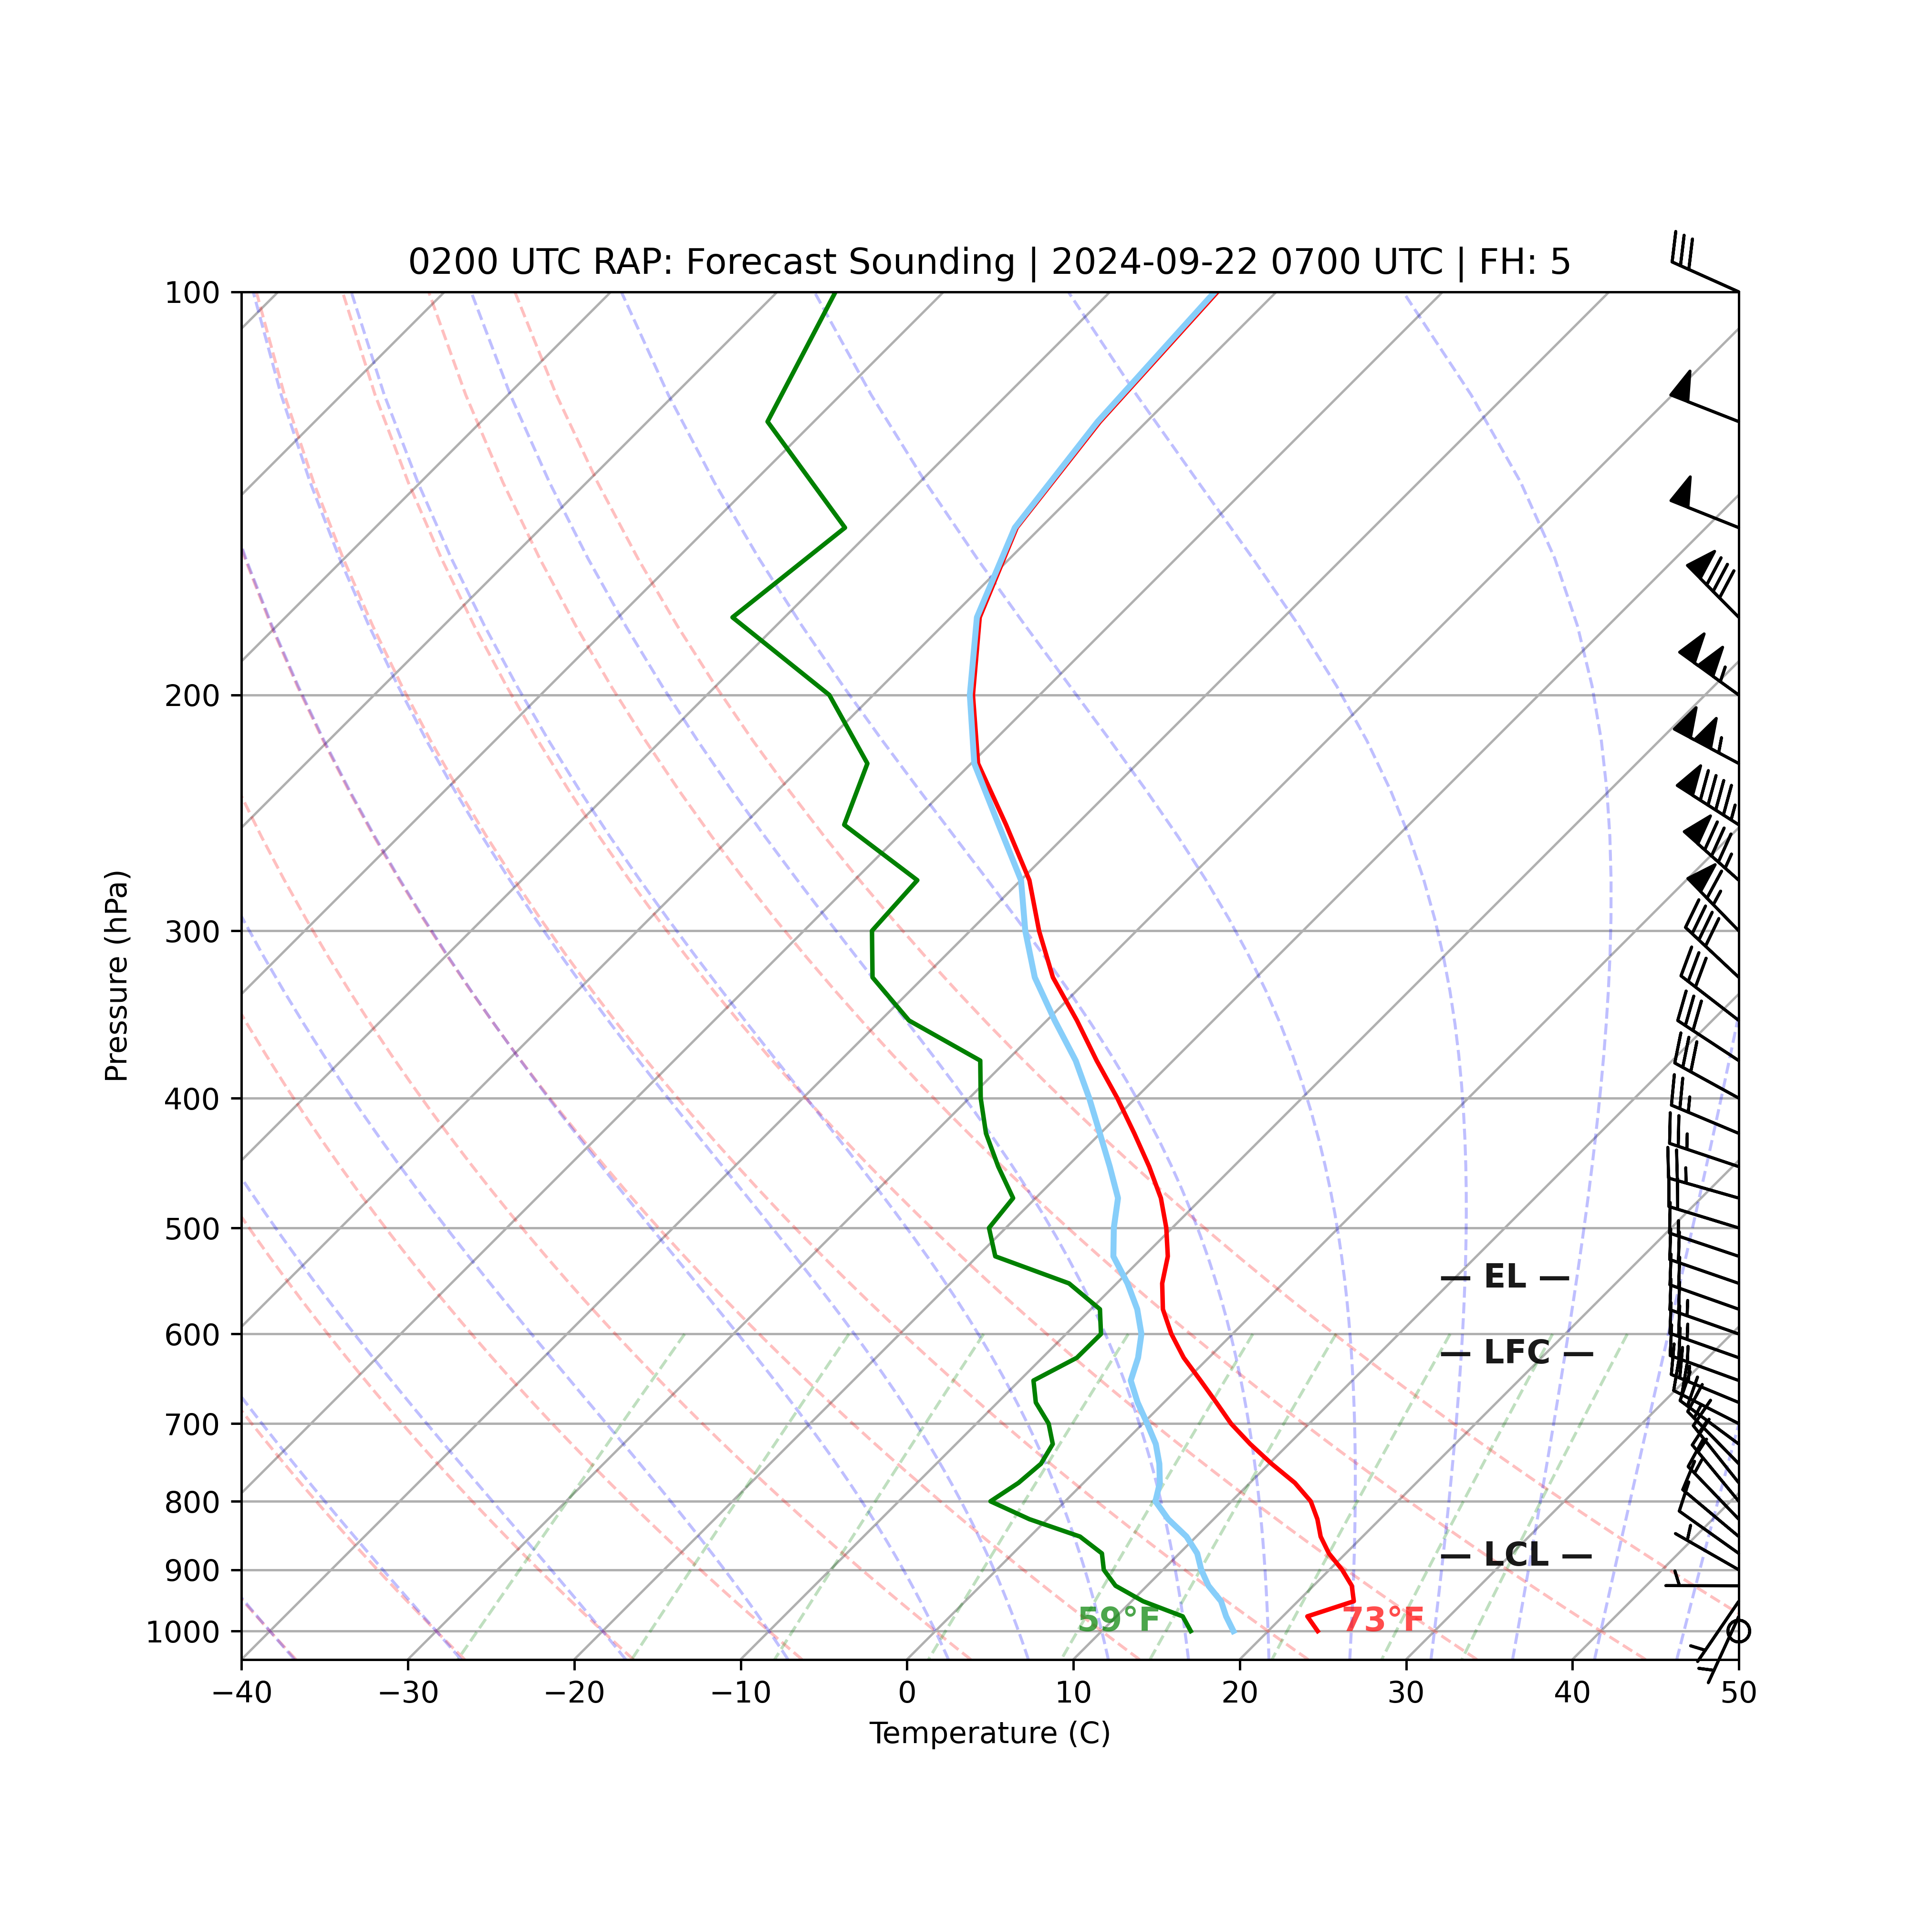 0200 UTC RAP: Forecast Sounding | 2024-09-22 0700 UTC | FH: 5
100
200
300
400
500
600
700
800
900
1000
Pressure (hPa)
— EL —
— LFC —
— LCL —
59°F
73°F
−40 −30 −20 −10 0 10 20 30 40 50
Temperature (C)